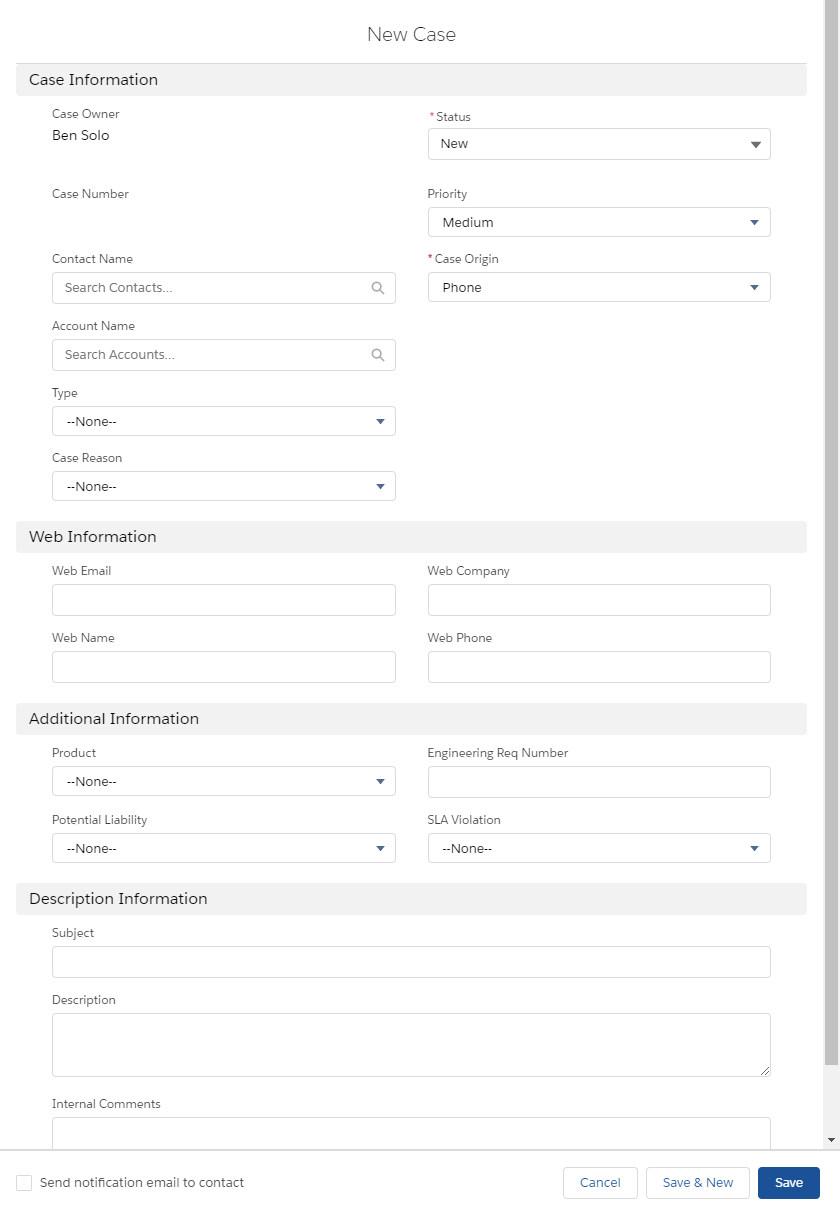 New Case
Case Information
Case Owner
Ben Solo
*Status
New
Case Number
Priority
Medium
Contact Name
Search Contacts...
*Case Origin
Phone
Account Name
Search Accounts...
Type
--None--
Case Reason
--None--
Web Information
Web Email
Web Company
Web Name
Web Phone
Additional Information
Product
--None--
Engineering Req Number
Potential Liability
--None--
SLA Violation
--None--
Description Information
Subject
Description
Internal Comments
Send notification email to contact
Cancel
Save & New
Save